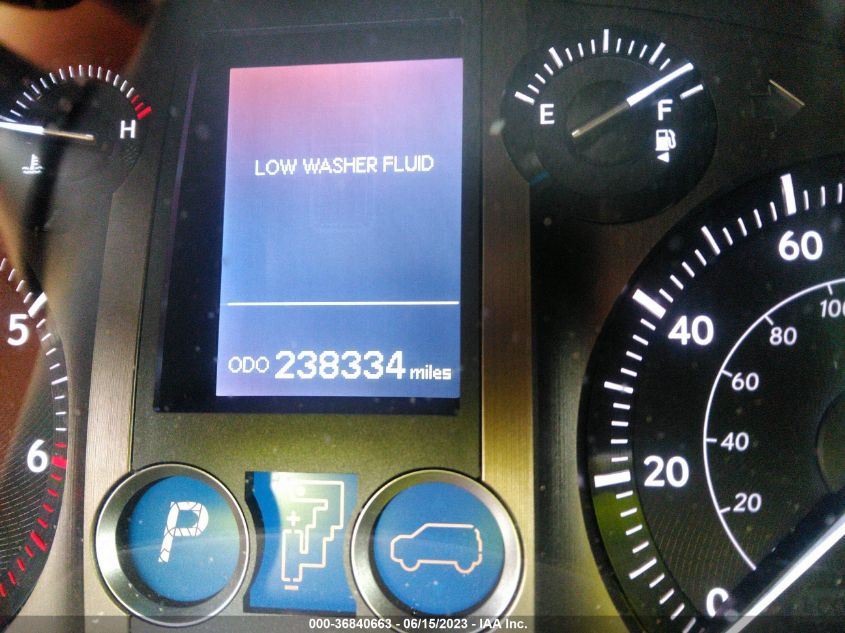 H
LOW WASHER FLUID
E
F
ODO 238334 miles
5
6
P
+
-
60
40
20
0
100
80
60
40
20
000-36840663 - 06/15/2023 - IAA Inc.